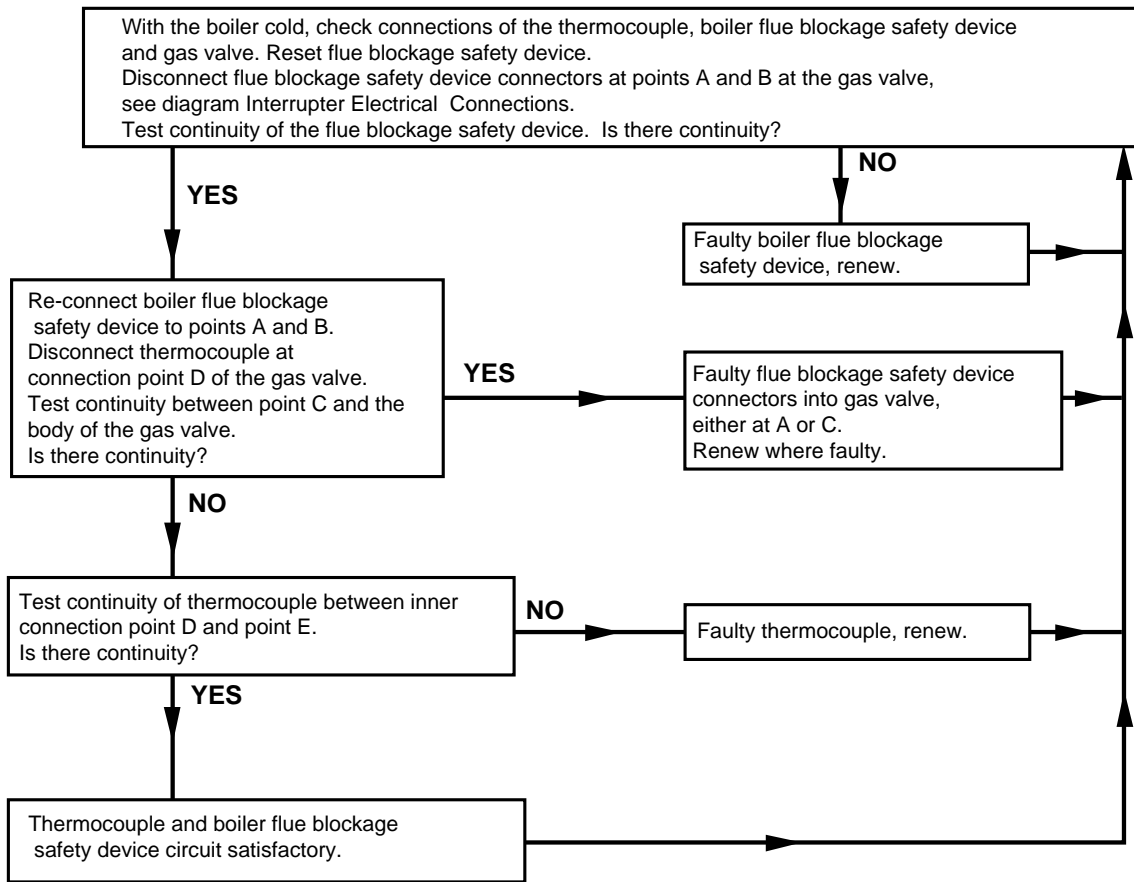 With the boiler cold, check connections of the thermocouple, boiler flue blockage safety device
and gas valve. Reset flue blockage safety device.
Disconnect flue blockage safety device connectors at points A and B at the gas valve,
see diagram Interrupter Electrical Connections.
Test continuity of the flue blockage safety device. Is there continuity?
YES
NO
Faulty boiler flue blockage
safety device, renew.
Re-connect boiler flue blockage
safety device to points A and B.
Disconnect thermocouple at
connection point D of the gas valve.
Test continuity between point C and the
body of the gas valve.
Is there continuity?
YES
Faulty flue blockage safety device
connectors into gas valve,
either at A or C.
Renew where faulty.
NO
Test continuity of thermocouple between inner
connection point D and point E.
Is there continuity?
NO
Faulty thermocouple, renew.
YES
Thermocouple and boiler flue blockage
safety device circuit satisfactory.